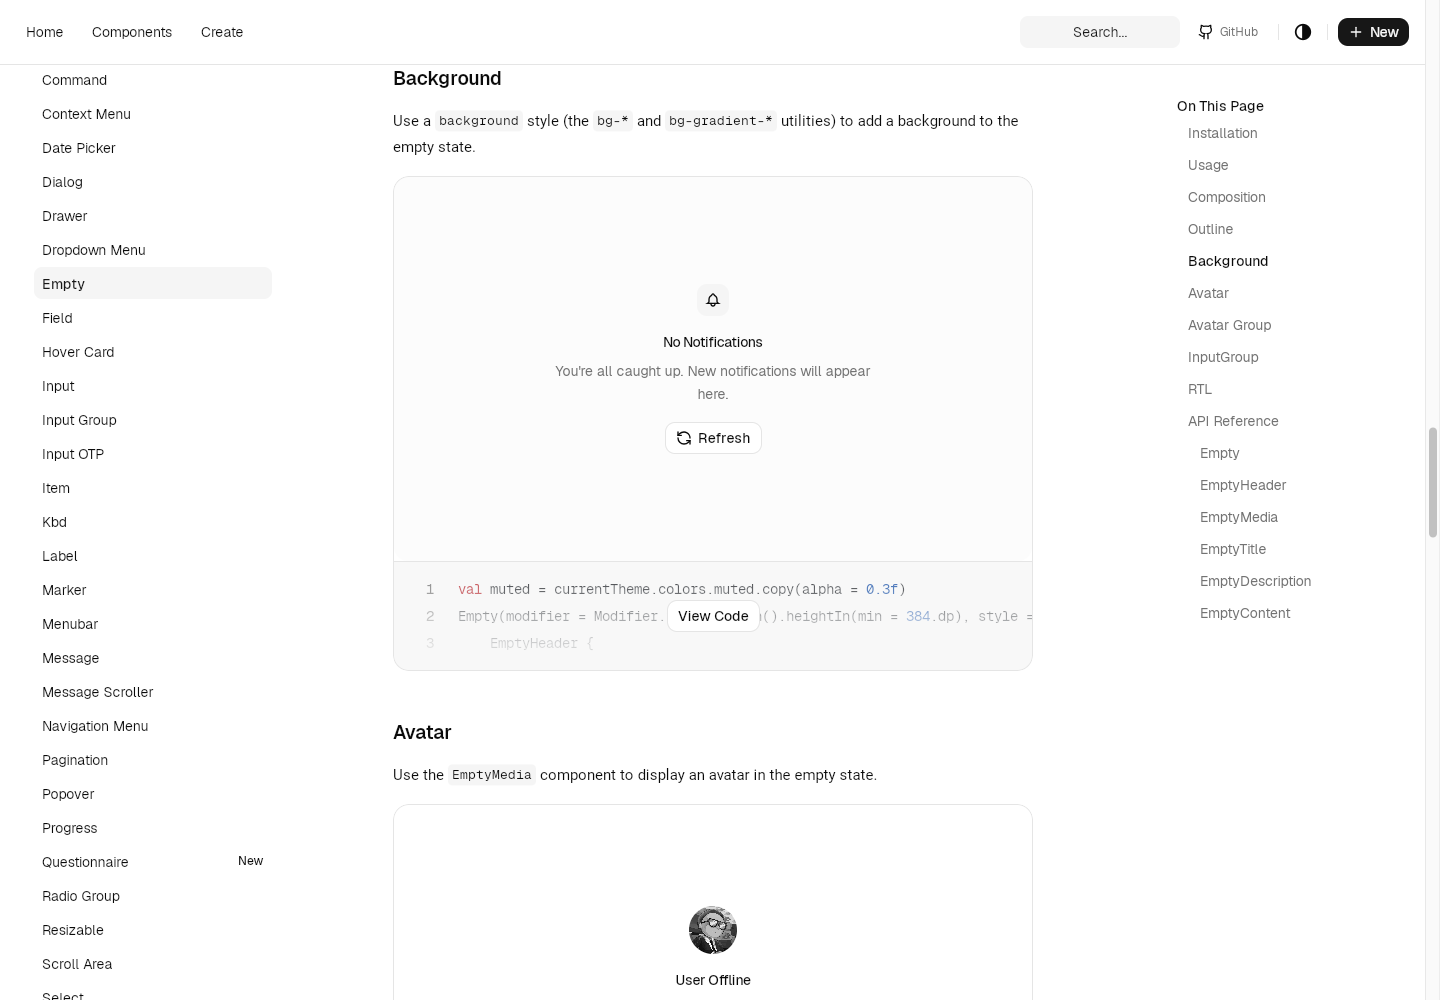 Home
Components
Create
Search...
GitHub
New
Command
Context Menu
Date Picker
Dialog
Drawer
Dropdown Menu
Empty
Field
Hover Card
Input
Input Group
Input OTP
Item
Kbd
Label
Marker
Menubar
Message
Message Scroller
Navigation Menu
Pagination
Popover
Progress
Questionnaire New
Radio Group
Resizable
Scroll Area
Select
Background
Use a background style (the bg-* and bg-gradient-* utilities) to add a background to the
empty state.
No Notifications
You're all caught up. New notifications will appear
here.
Refresh
1 val muted = currentTheme.colors.muted.copy(alpha = 0.3f)
2 Empty(modifier = Modifier. ().heightIn(min = 384.dp), style =
View Code
3 EmptyHeader {
Avatar
Use the EmptyMedia component to display an avatar in the empty state.
User Offline
On This Page
Installation
Usage
Composition
Outline
Background
Avatar
Avatar Group
InputGroup
RTL
API Reference
Empty
EmptyHeader
EmptyMedia
EmptyTitle
EmptyDescription
EmptyContent